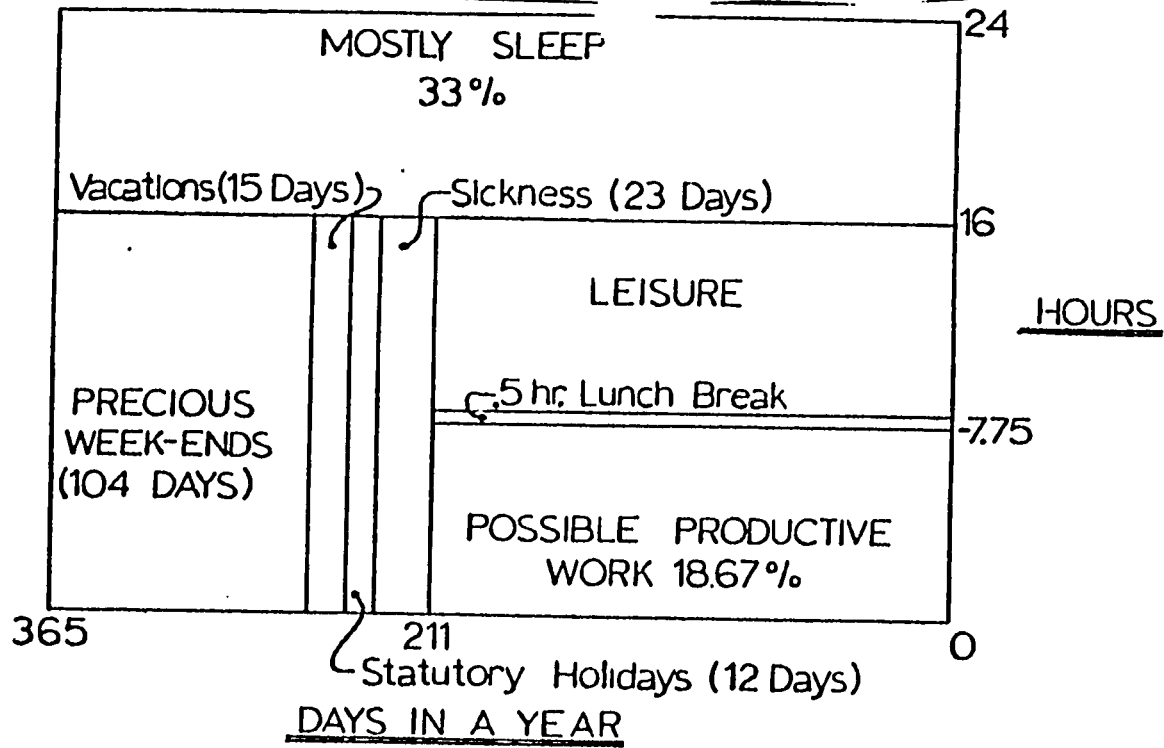 24
MOSTLY SLEEP
33%
Vacations (15 Days)
Sickness (23 Days)
16
LEISURE
HOURS
.5 hr. Lunch Break
7.75
PRECIOUS
WEEK-ENDS
(104 DAYS)
POSSIBLE PRODUCTIVE
WORK 18.67%
365
211
0
Statutory Holidays (12 Days)
DAYS IN A YEAR